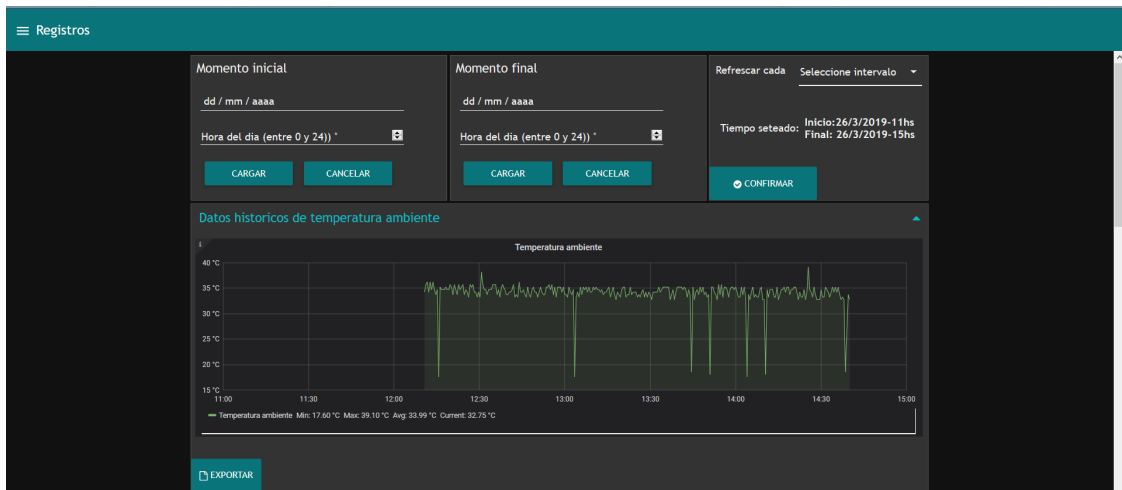 Registros
Momento inicial
dd / mm / aaaa
Hora del dia (entre 0 y 24)) *
CARGAR CANCELAR
Momento final
dd / mm / aaaa
Hora del dia (entre 0 y 24)) *
CARGAR CANCELAR
Refrescar cada Seleccione intervalo
Tiempo seteado: Inicio:26/3/2019-11hs
Final: 26/3/2019-15hs
CONFIRMAR
Datos historicos de temperatura ambiente
i
Temperatura ambiente
40 °C
35 °C
30 °C
25 °C
20 °C
15 °C
11:00 11:30 12:00 12:30 13:00 13:30 14:00 14:30 15:00
Temperatura ambiente Min: 17.60 °C Max: 39.10 °C Avg: 33.99 °C Current: 32.75 °C
EXPORTAR